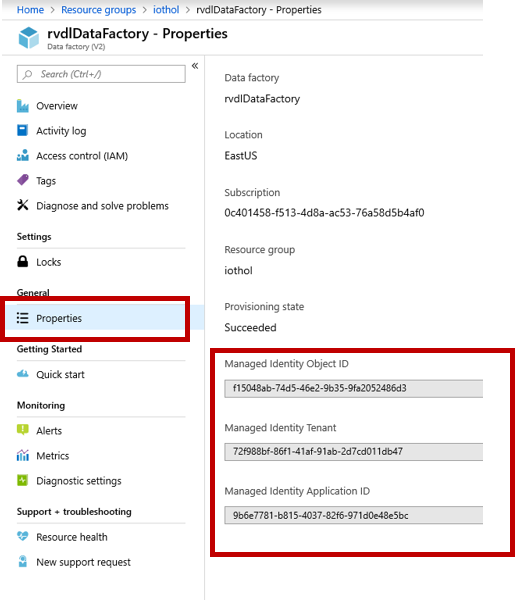 Home > Resource groups > iothol > rvdlDataFactory - Properties
rvdlDataFactory - Properties
Data factory (V2)
Search (Ctrl+/)
«
Overview
Activity log
Access control (IAM)
Tags
Diagnose and solve problems
Settings
Locks
General
Properties
Getting Started
Quick start
Monitoring
Alerts
Metrics
Diagnostic settings
Support + troubleshooting
Resource health
New support request
Data factory
rvdlDataFactory
Location
EastUS
Subscription
0c401458-f513-4d8a-ac53-76a58d5b4af0
Resource group
iothol
Provisioning state
Succeeded
Managed Identity Object ID
f15048ab-74d5-46e2-9b35-9fa2052486d3
Managed Identity Tenant
72f988bf-86f1-41af-91ab-2d7cd011db47
Managed Identity Application ID
9b6e7781-b815-4037-82f6-971d0e48e5bc